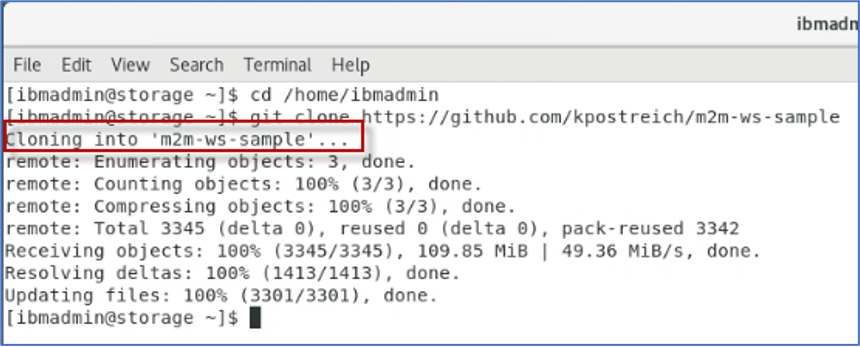 ibmadm
File Edit View Search Terminal Help
[ibmadmin@storage ~]$ cd /home/ibmadmin
[ibmadmin@storage ~]$ git clone https://github.com/kpostreich/m2m-ws-sample
Cloning into 'm2m-ws-sample'...
remote: Enumerating objects: 3, done.
remote: Counting objects: 100% (3/3), done.
remote: Compressing objects: 100% (3/3), done.
remote: Total 3345 (delta 0), reused 0 (delta 0), pack-reused 3342
Receiving objects: 100% (3345/3345), 109.85 MiB | 49.36 MiB/s, done.
Resolving deltas: 100% (1413/1413), done.
Updating files: 100% (3301/3301), done.
[ibmadmin@storage ~]$